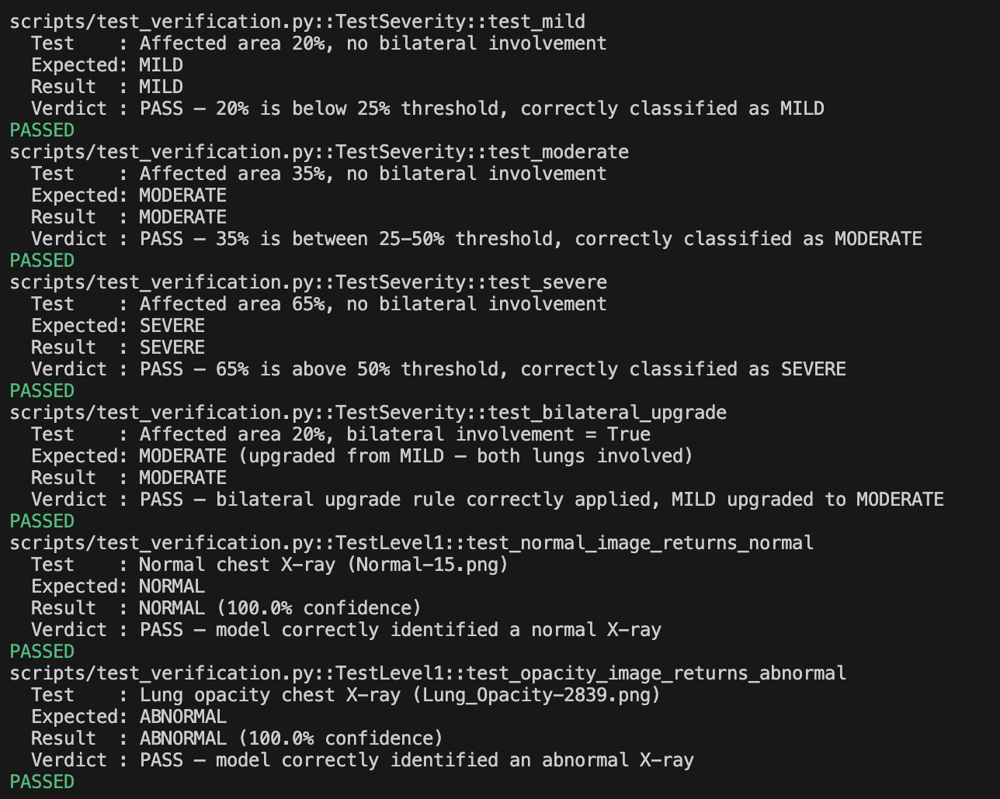 scripts/test_verification.py::TestSeverity::test_mild
  Test    : Affected area 20%, no bilateral involvement
  Expected: MILD
  Result  : MILD
  Verdict : PASS — 20% is below 25% threshold, correctly classified as MILD
PASSED
scripts/test_verification.py::TestSeverity::test_moderate
  Test    : Affected area 35%, no bilateral involvement
  Expected: MODERATE
  Result  : MODERATE
  Verdict : PASS — 35% is between 25–50% threshold, correctly classified as MODERATE
PASSED
scripts/test_verification.py::TestSeverity::test_severe
  Test    : Affected area 65%, no bilateral involvement
  Expected: SEVERE
  Result  : SEVERE
  Verdict : PASS — 65% is above 50% threshold, correctly classified as SEVERE
PASSED
scripts/test_verification.py::TestSeverity::test_bilateral_upgrade
  Test    : Affected area 20%, bilateral involvement = True
  Expected: MODERATE (upgraded from MILD — both lungs involved)
  Result  : MODERATE
  Verdict : PASS — bilateral upgrade rule correctly applied, MILD upgraded to MODERATE
PASSED
scripts/test_verification.py::TestLevel1::test_normal_image_returns_normal
  Test    : Normal chest X-ray (Normal-15.png)
  Expected: NORMAL
  Result  : NORMAL (100.0% confidence)
  Verdict : PASS — model correctly identified a normal X-ray
PASSED
scripts/test_verification.py::TestLevel1::test_opacity_image_returns_abnormal
  Test    : Lung opacity chest X-ray (Lung_Opacity-2839.png)
  Expected: ABNORMAL
  Result  : ABNORMAL (100.0% confidence)
  Verdict : PASS — model correctly identified an abnormal X-ray
PASSED